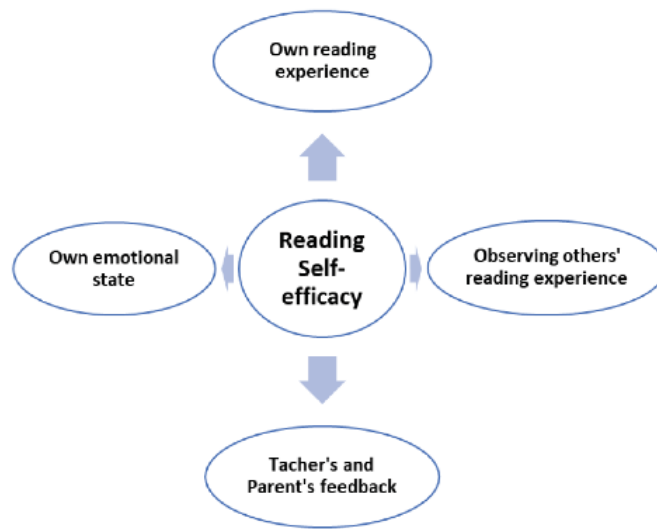 Own reading
experience
Own emotional
state
Reading
Self-
efficacy
Observing others'
reading experience
Tacher's and
Parent's feedback